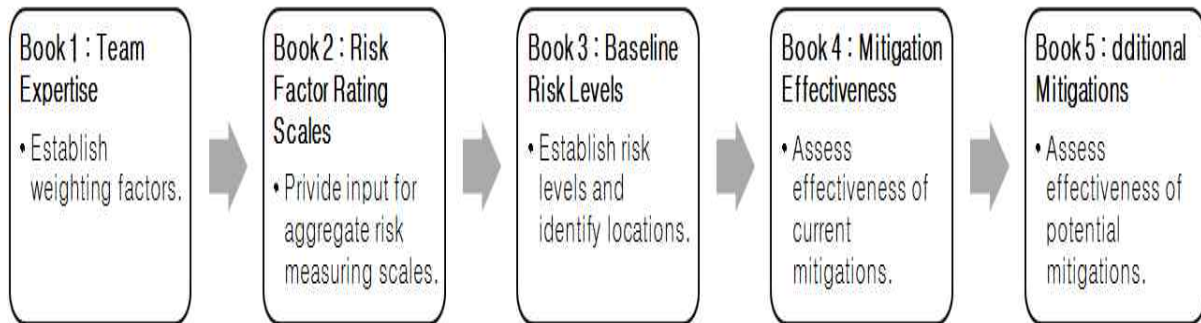 Book 1 : Team
Expertise
• Establish
weighting factors.
Book 2 : Risk
Factor Rating
Scales
• Privide input for
aggregate risk
measuring scales.
Book 3 : Baseline
Risk Levels
• Establish risk
levels and
identify locations.
Book 4 : Mitigation
Effectiveness
• Assess
effectiveness of
current
mitigations.
Book 5 : dditional
Mitigations
• Assess
effectiveness of
potential
mitigations.